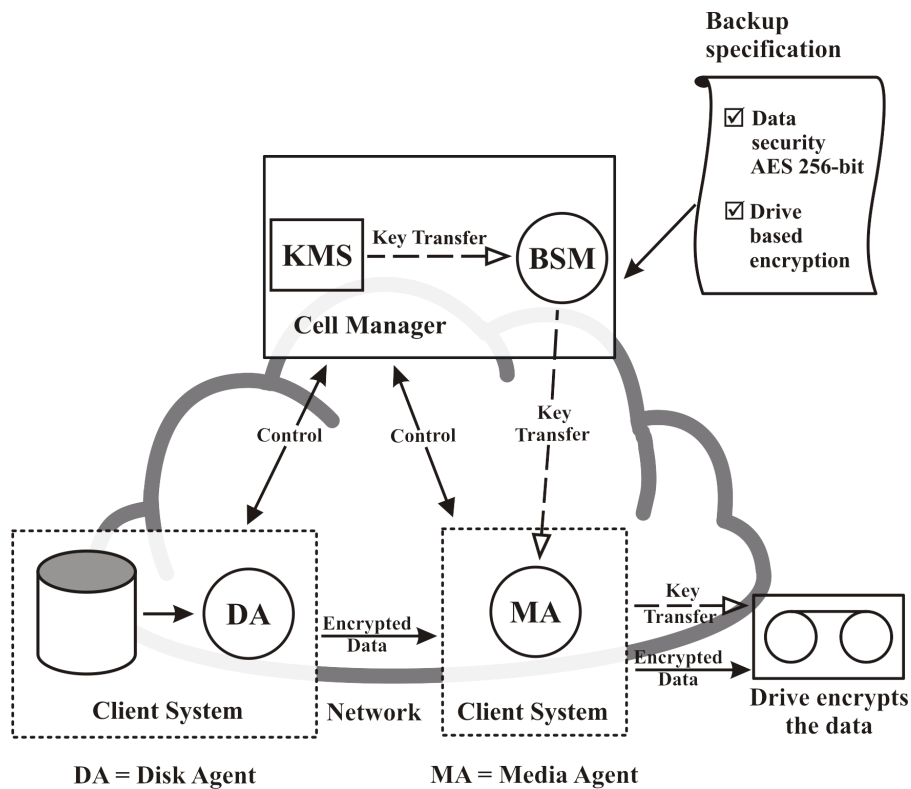 Backup
specification
Data
security
AES 256-bit
Drive
based
encryption
KMS
Key Transfer
BSM
Cell Manager
Control
Control
Key
Transfer
DA
MA
Encrypted
Data
Key
Transfer
Encrypted
Data
Client System
Network
Client System
Drive encrypts
the data
DA = Disk Agent
MA = Media Agent